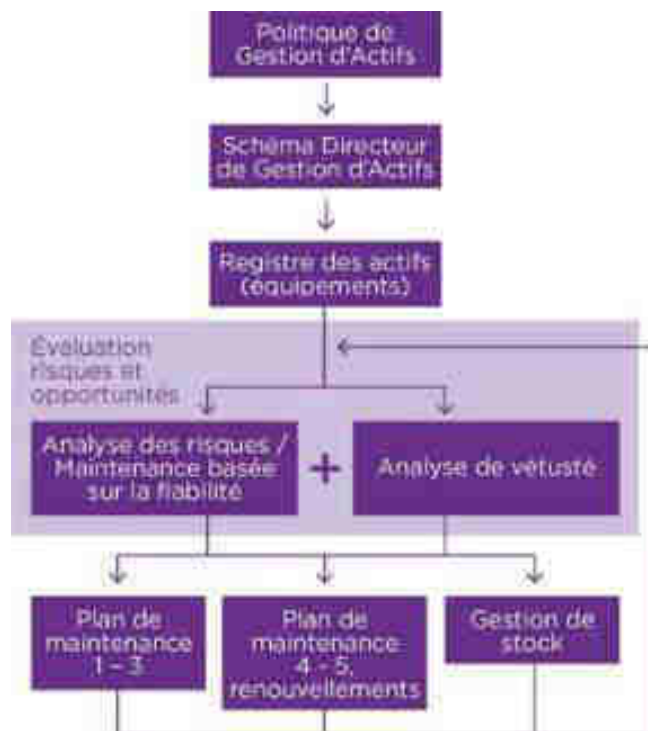 Politique de
Gestion d'Actifs
Schéma Directeur
de Gestion d'Actifs
Registre des actifs
(équipements)
Évaluation
risques et
opportunités
Analyse des risques /
Maintenance basée
sur la fiabilité
+
Analyse de vétusté
Plan de
maintenance
1 - 3
Plan de
maintenance
4 - 5,
renouvellements
Gestion de
stock